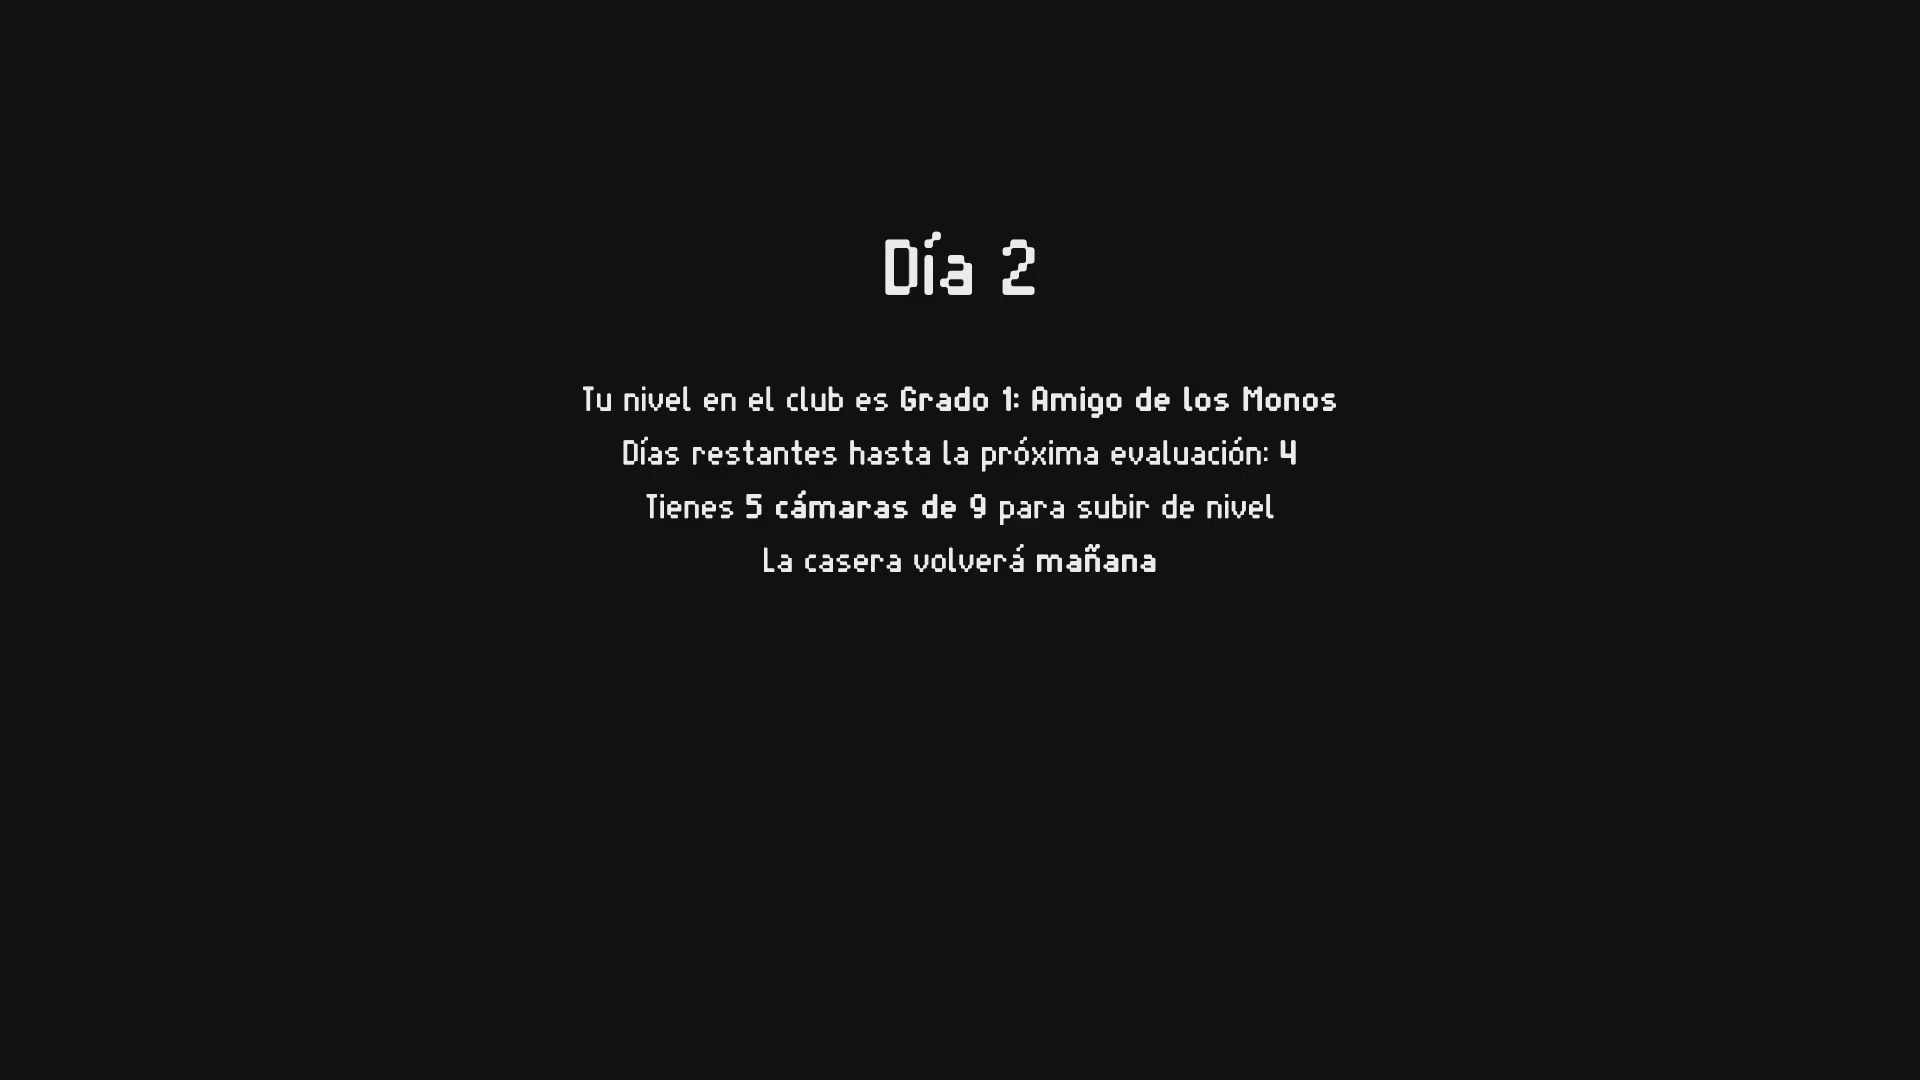 Día 2
Tu nivel en el club es Grado 1: Amigo de los Monos
Días restantes hasta la próxima evaluación: 4
Tienes 5 cámaras de 9 para subir de nivel
La casera volverá mañana